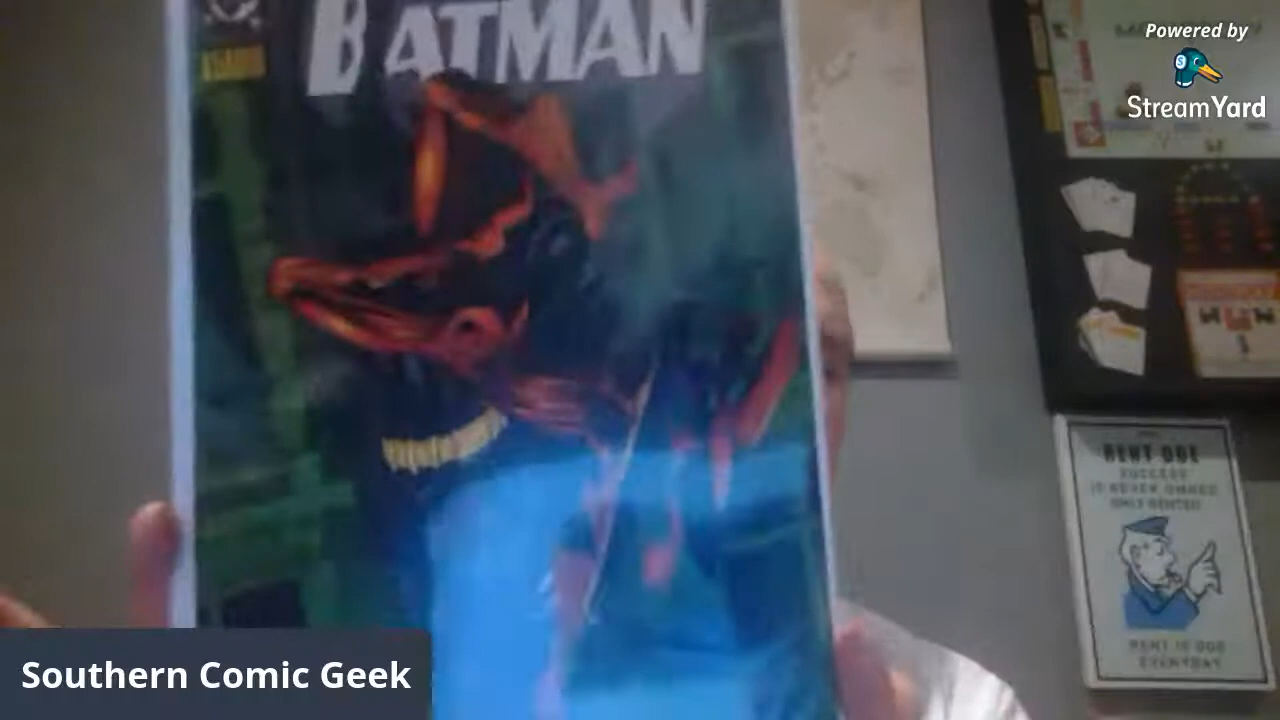 BATMAN
Powered by
StreamYard
RENT DUE
SUCCESS
IS NEVER OWNED
ONLY RENTED
RENT IS DUE
EVERYDAY
Southern Comic Geek